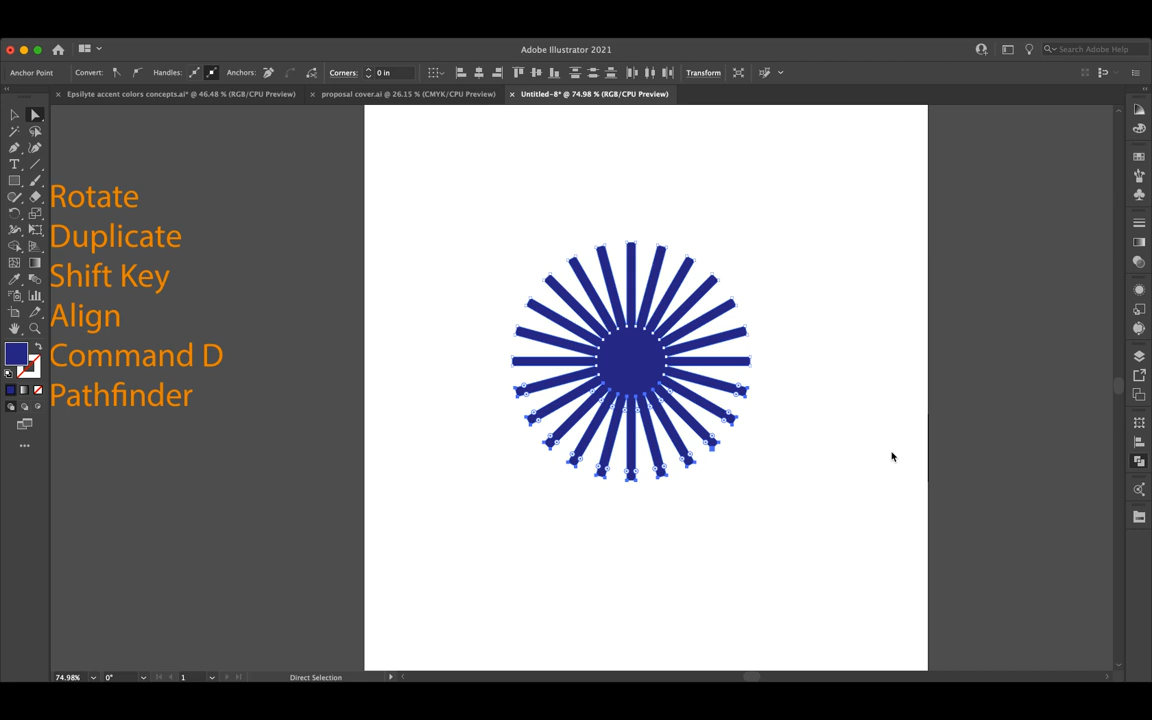 Adobe Illustrator 2021
Search Adobe Help
Anchor Point Convert: Handles: Anchors: Corners: 0 in Transform
Epsilyte accent colors concepts.ai* @ 46.48 % (RGB/CPU Preview) proposal cover.ai @ 26.15 % (CMYK/CPU Preview) Untitled-8* @ 74.98 % (RGB/CPU Preview)
Rotate
Duplicate
Shift Key
Align
Command D
Pathfinder
74.98% 0° 1 Direct Selection